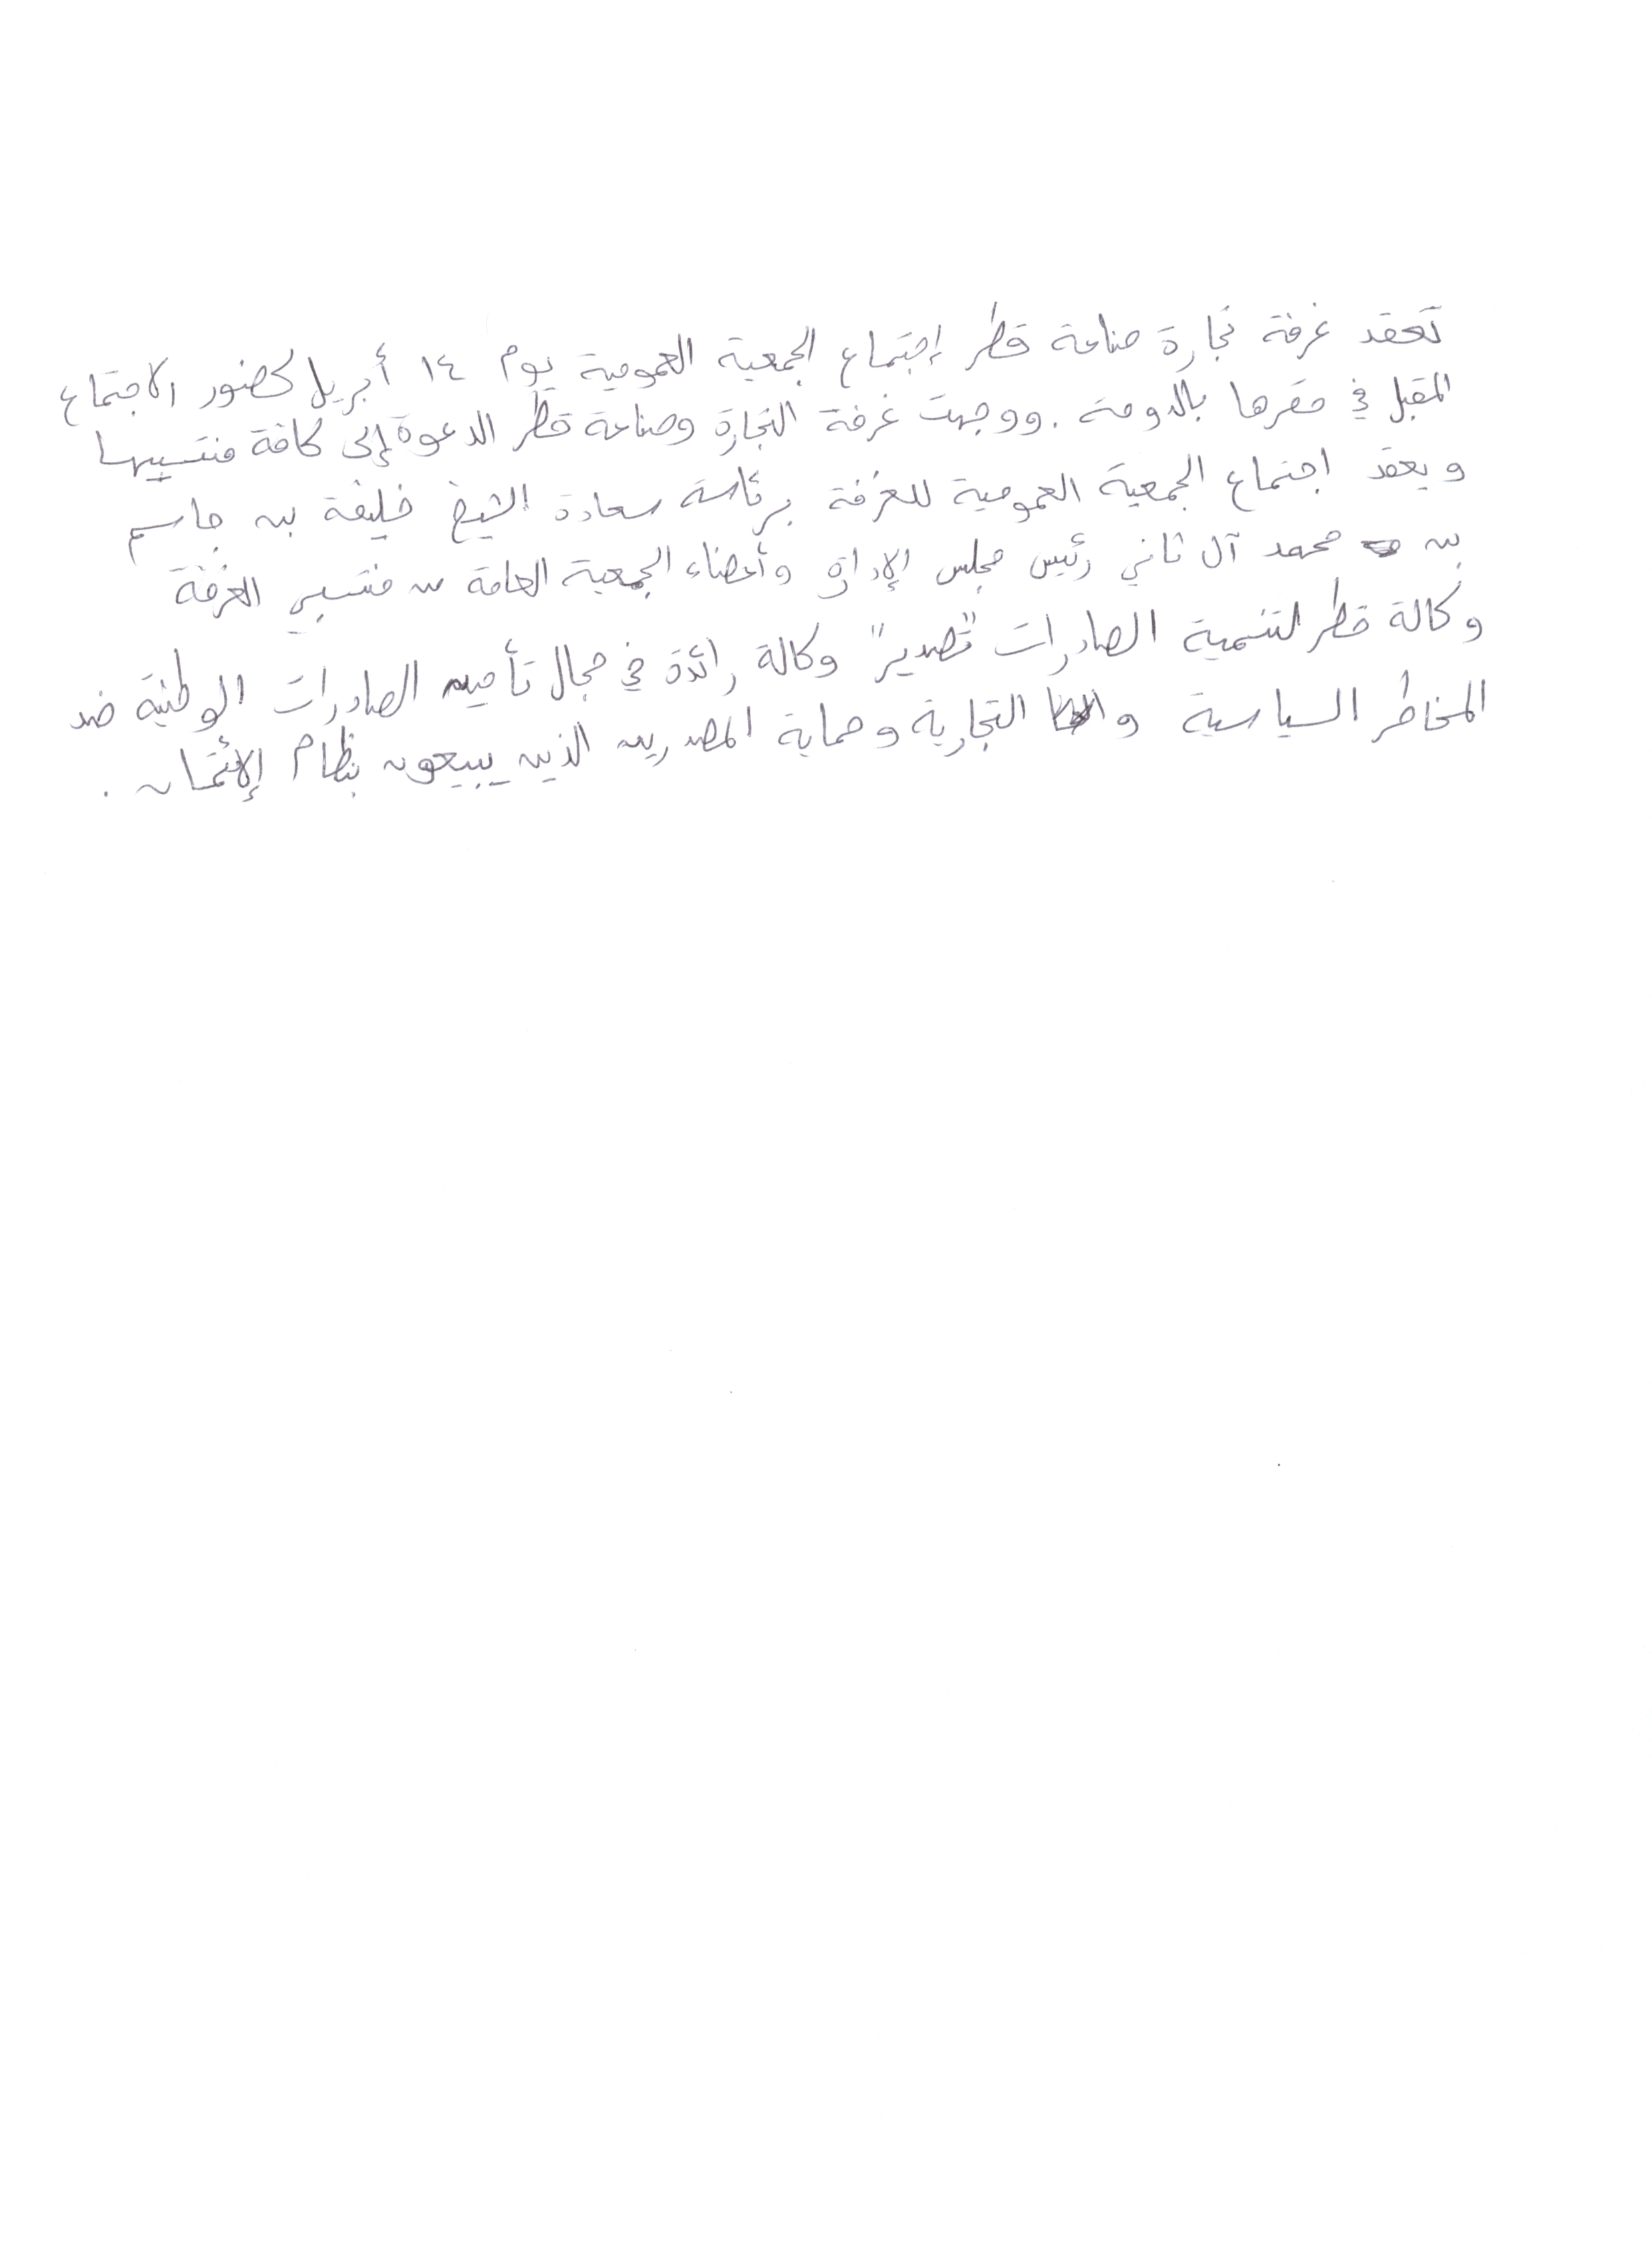 تعقد غرفة تجارة صناعة قطر إجتماع الجمعية العمومية يوم ١٤ أبريل لحضور الاجتماع
المقبل في مقرها بالدوحة . ووجهت غرفة التجارة وصناعة قطر الدعوة إلى كافة منتسبيها
ويعقد اجتماع الجمعية العمومية للغرفة برئاسة سعادة الشيخ خليفة بن جاسم
بن محمد آل ثاني رئيس مجلس الإدارة وأعضاء الجمعية العامة من منتسبي الغرفة
وكالة قطر لتنمية الصادرات "تصدير" وكالة رائدة في مجال تأمين الصادرات الوطنية ضد
المخاطر السياسية والتجارية وحماية المصدرين الذين يبيعون بنظام الإئتمان .